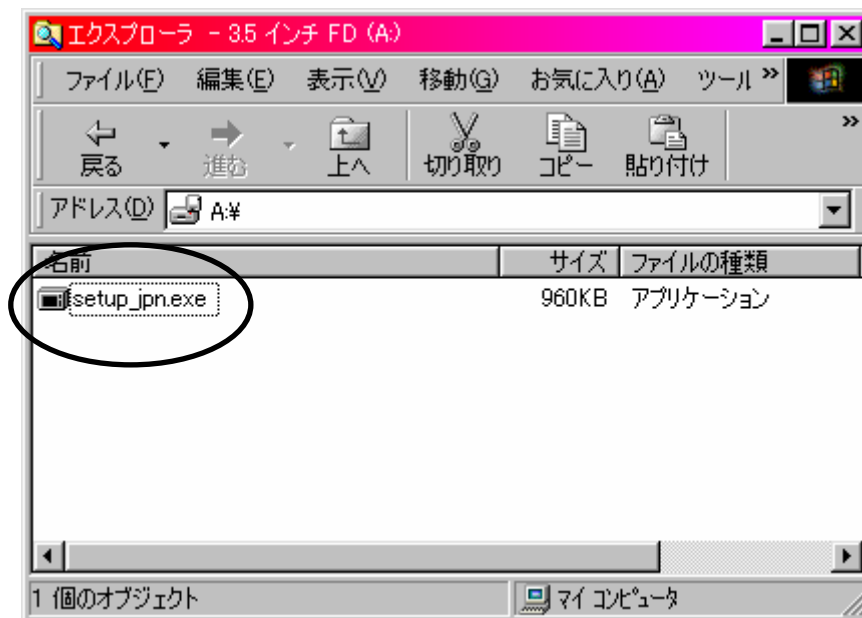 エクスプローラ - 3.5 インチ FD (A:)
ファイル(F) 編集(E) 表示(V) 移動(G) お気に入り(A) ツール »
戻る 進む 上へ 切り取り コピー 貼り付け »
アドレス(D) A:¥
名前 サイズ ファイルの種類
setup_jpn.exe 960KB アプリケーション
1 個のオブジェクト マイ コンピュータ